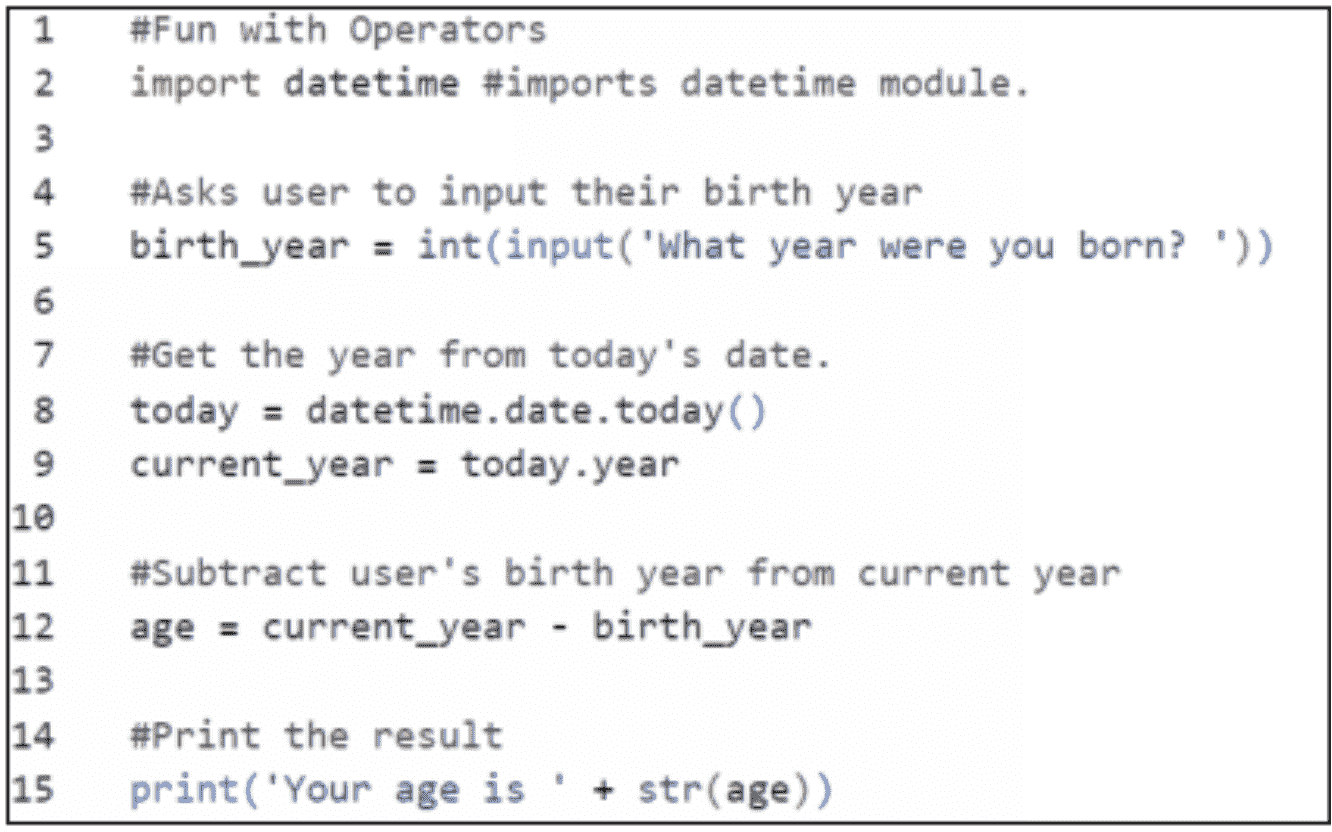 1 #Fun with Operators
2 import datetime #imports datetime module.
3
4 #Asks user to input their birth year
5 birth_year = int(input('What year were you born? '))
6
7 #Get the year from today's date.
8 today = datetime.date.today()
9 current_year = today.year
10
11 #Subtract user's birth year from current year
12 age = current_year - birth_year
13
14 #Print the result
15 print('Your age is ' + str(age))